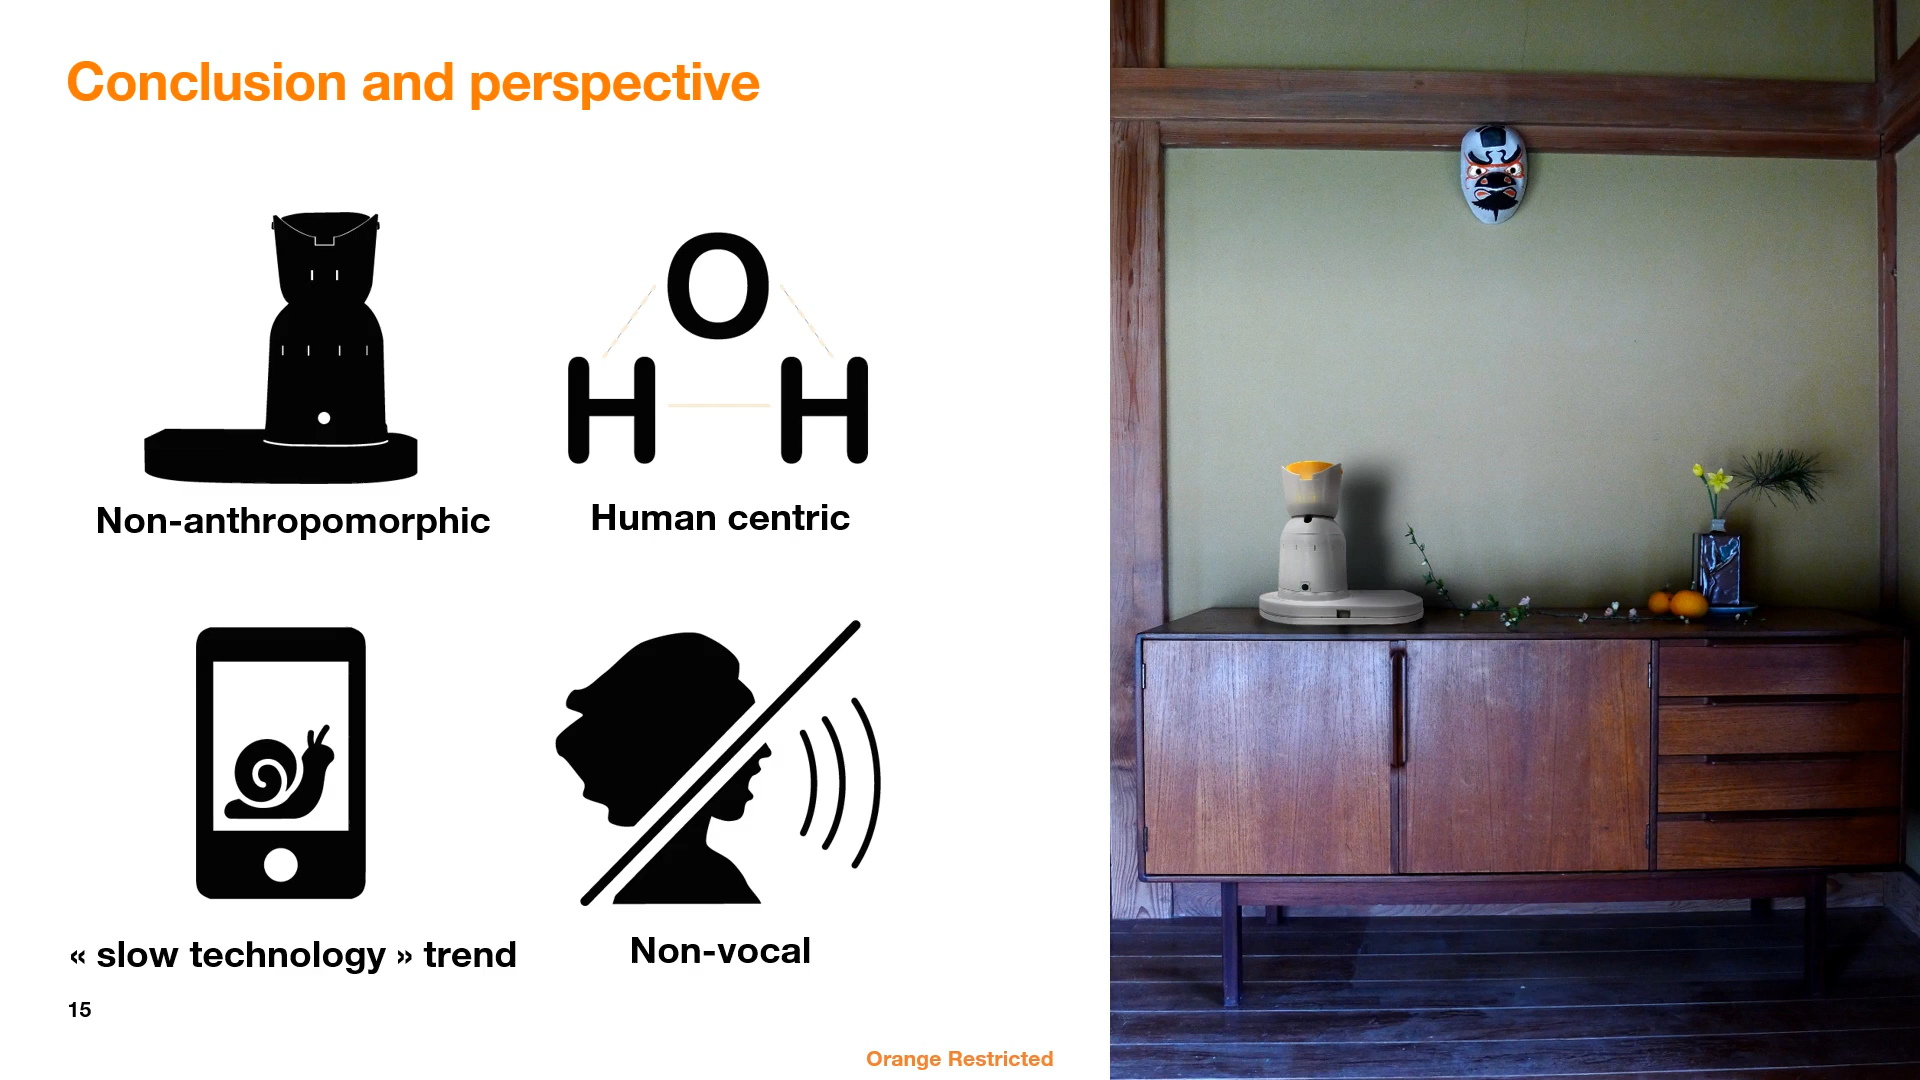 Conclusion and perspective
O
H H
Non-anthropomorphic
Human centric
« slow technology » trend
Non-vocal
15
Orange Restricted